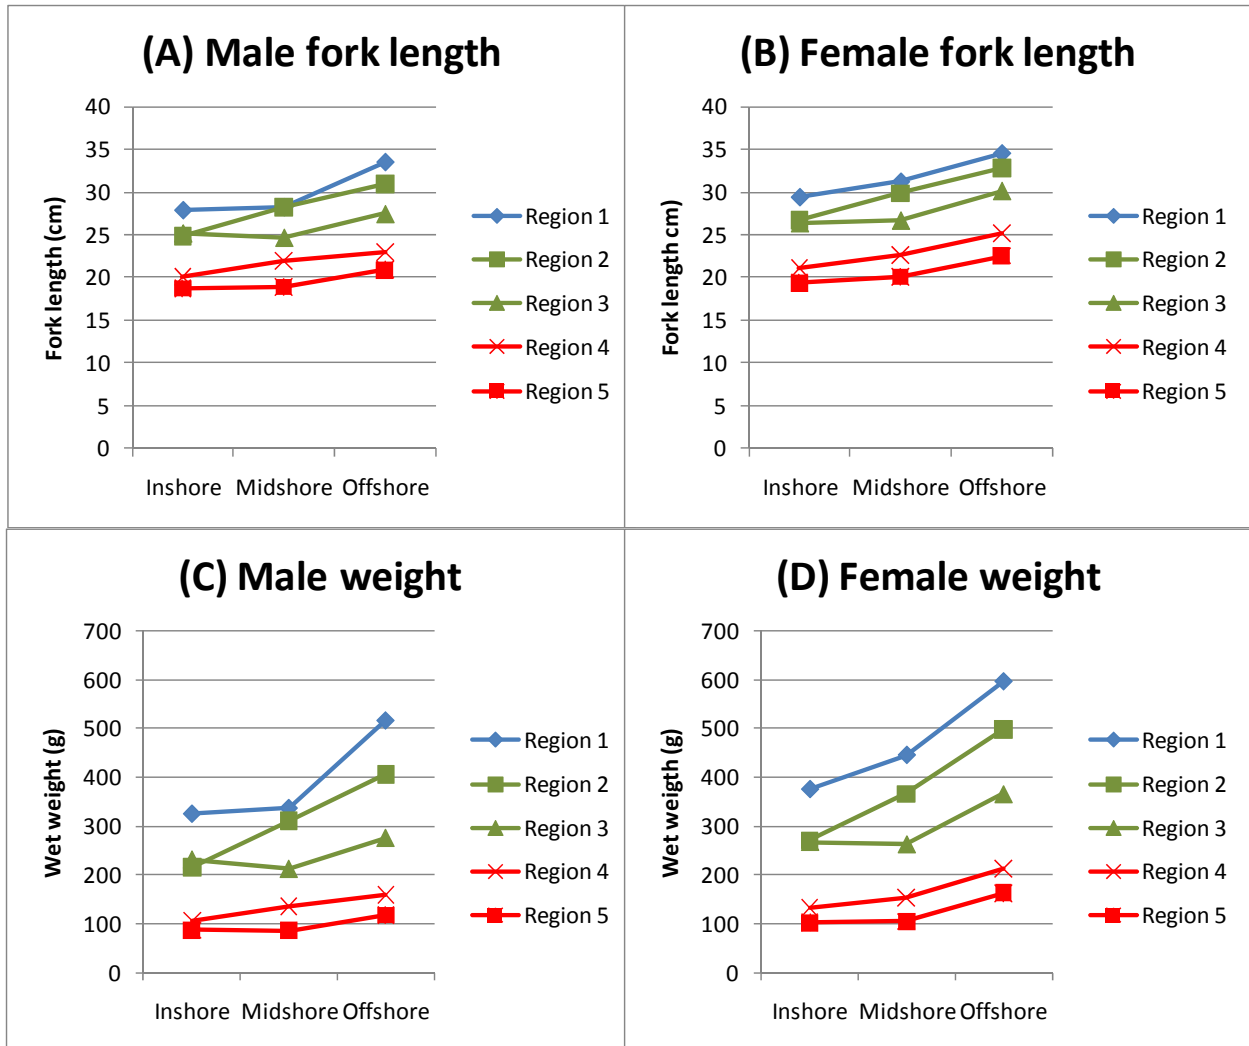 (A) Male fork length
Fork length (cm)
40
35
30
25
20
15
10
5
0
Inshore Midshore Offshore
Region 1
Region 2
Region 3
Region 4
Region 5
(B) Female fork length
Fork length cm)
40
35
30
25
20
15
10
5
0
Inshore Midshore Offshore
Region 1
Region 2
Region 3
Region 4
Region 5
(C) Male weight
Wet weight (g)
700
600
500
400
300
200
100
0
Inshore Midshore Offshore
Region 1
Region 2
Region 3
Region 4
Region 5
(D) Female weight
Wet weigth (g)
700
600
500
400
300
200
100
0
Inshore Midshore Offshore
Region 1
Region 2
Region 3
Region 4
Region 5